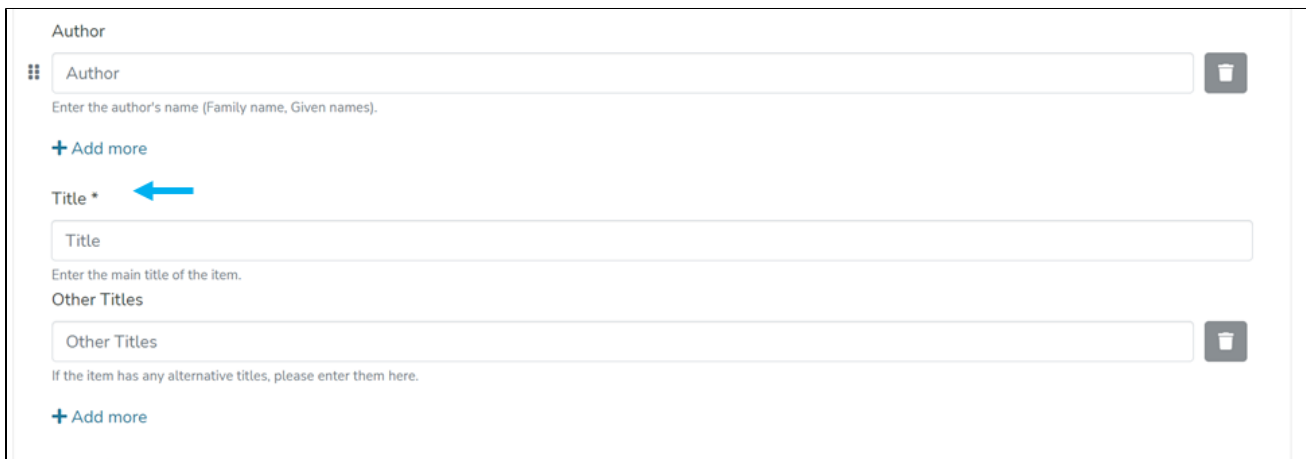 Author
Author
Enter the author's name (Family name, Given names).
+ Add more
Title *
Title
Enter the main title of the item.
Other Titles
Other Titles
If the item has any alternative titles, please enter them here.
+ Add more